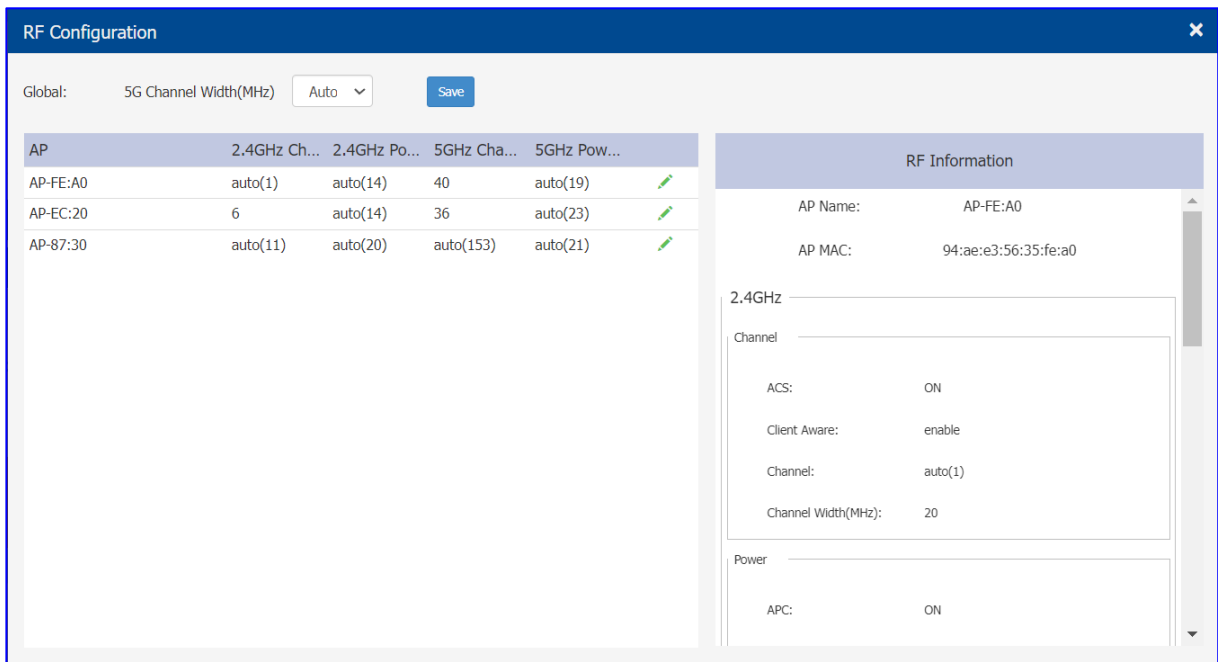 RF Configuration
Global: 5G Channel Width(MHz) Auto Save
AP 2.4GHz Ch... 2.4GHz Po... 5GHz Cha... 5GHz Pow...
AP-FE:A0 auto(1) auto(14) 40 auto(19)
AP-EC:20 6 auto(14) 36 auto(23)
AP-87:30 auto(11) auto(20) auto(153) auto(21)
RF Information
AP Name: AP-FE:A0
AP MAC: 94:ae:e3:56:35:fe:a0
2.4GHz
Channel
ACS: ON
Client Aware: enable
Channel: auto(1)
Channel Width(MHz): 20
Power
APC: ON